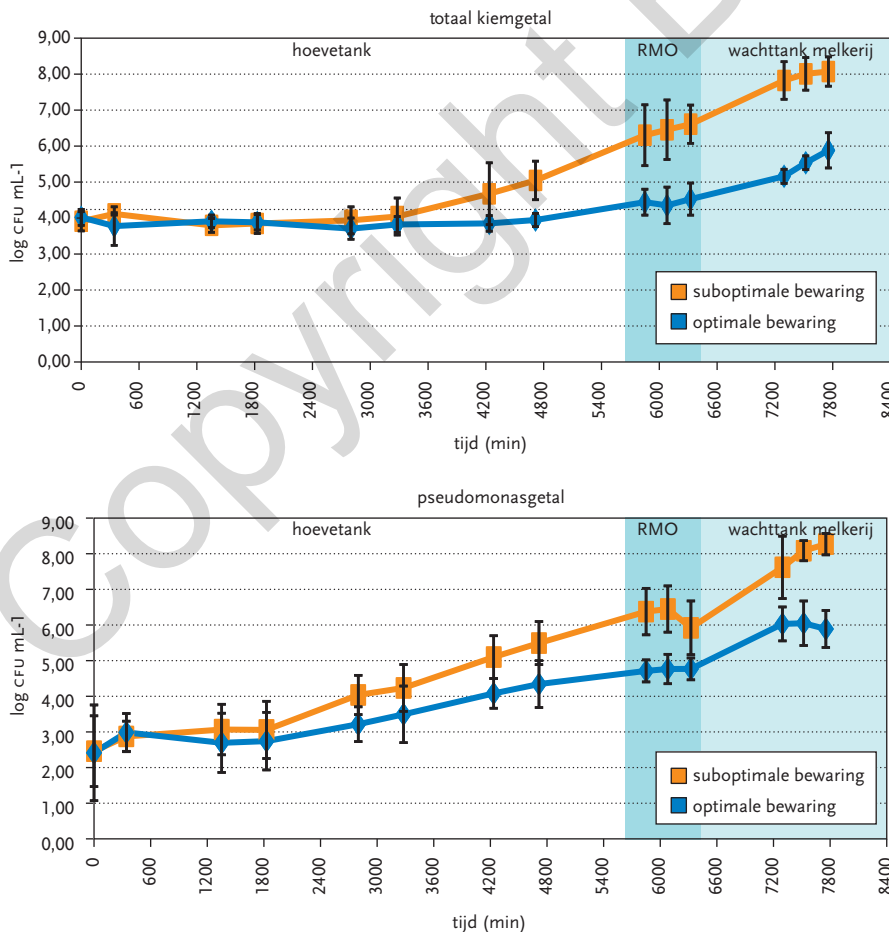 totaal kiemgetal
9,00
8,00
7,00
6,00
5,00
4,00
3,00
2,00
1,00
0,00
log CFU mL-1
hoevetank
RMO
wachttank melkerij
suboptimale bewaring
optimale bewaring
0
600
1200
1800
2400
3000
3600
4200
4800
5400
6000
6600
7200
7800
8400
tijd (min)
pseudomonasgetal
9,00
8,00
7,00
6,00
5,00
4,00
3,00
2,00
1,00
0,00
log CFU mL-1
hoevetank
RMO
wachttank melkerij
suboptimale bewaring
optimale bewaring
0
600
1200
1800
2400
3000
3600
4200
4800
5400
6000
6600
7200
7800
8400
tijd (min)
Copyright